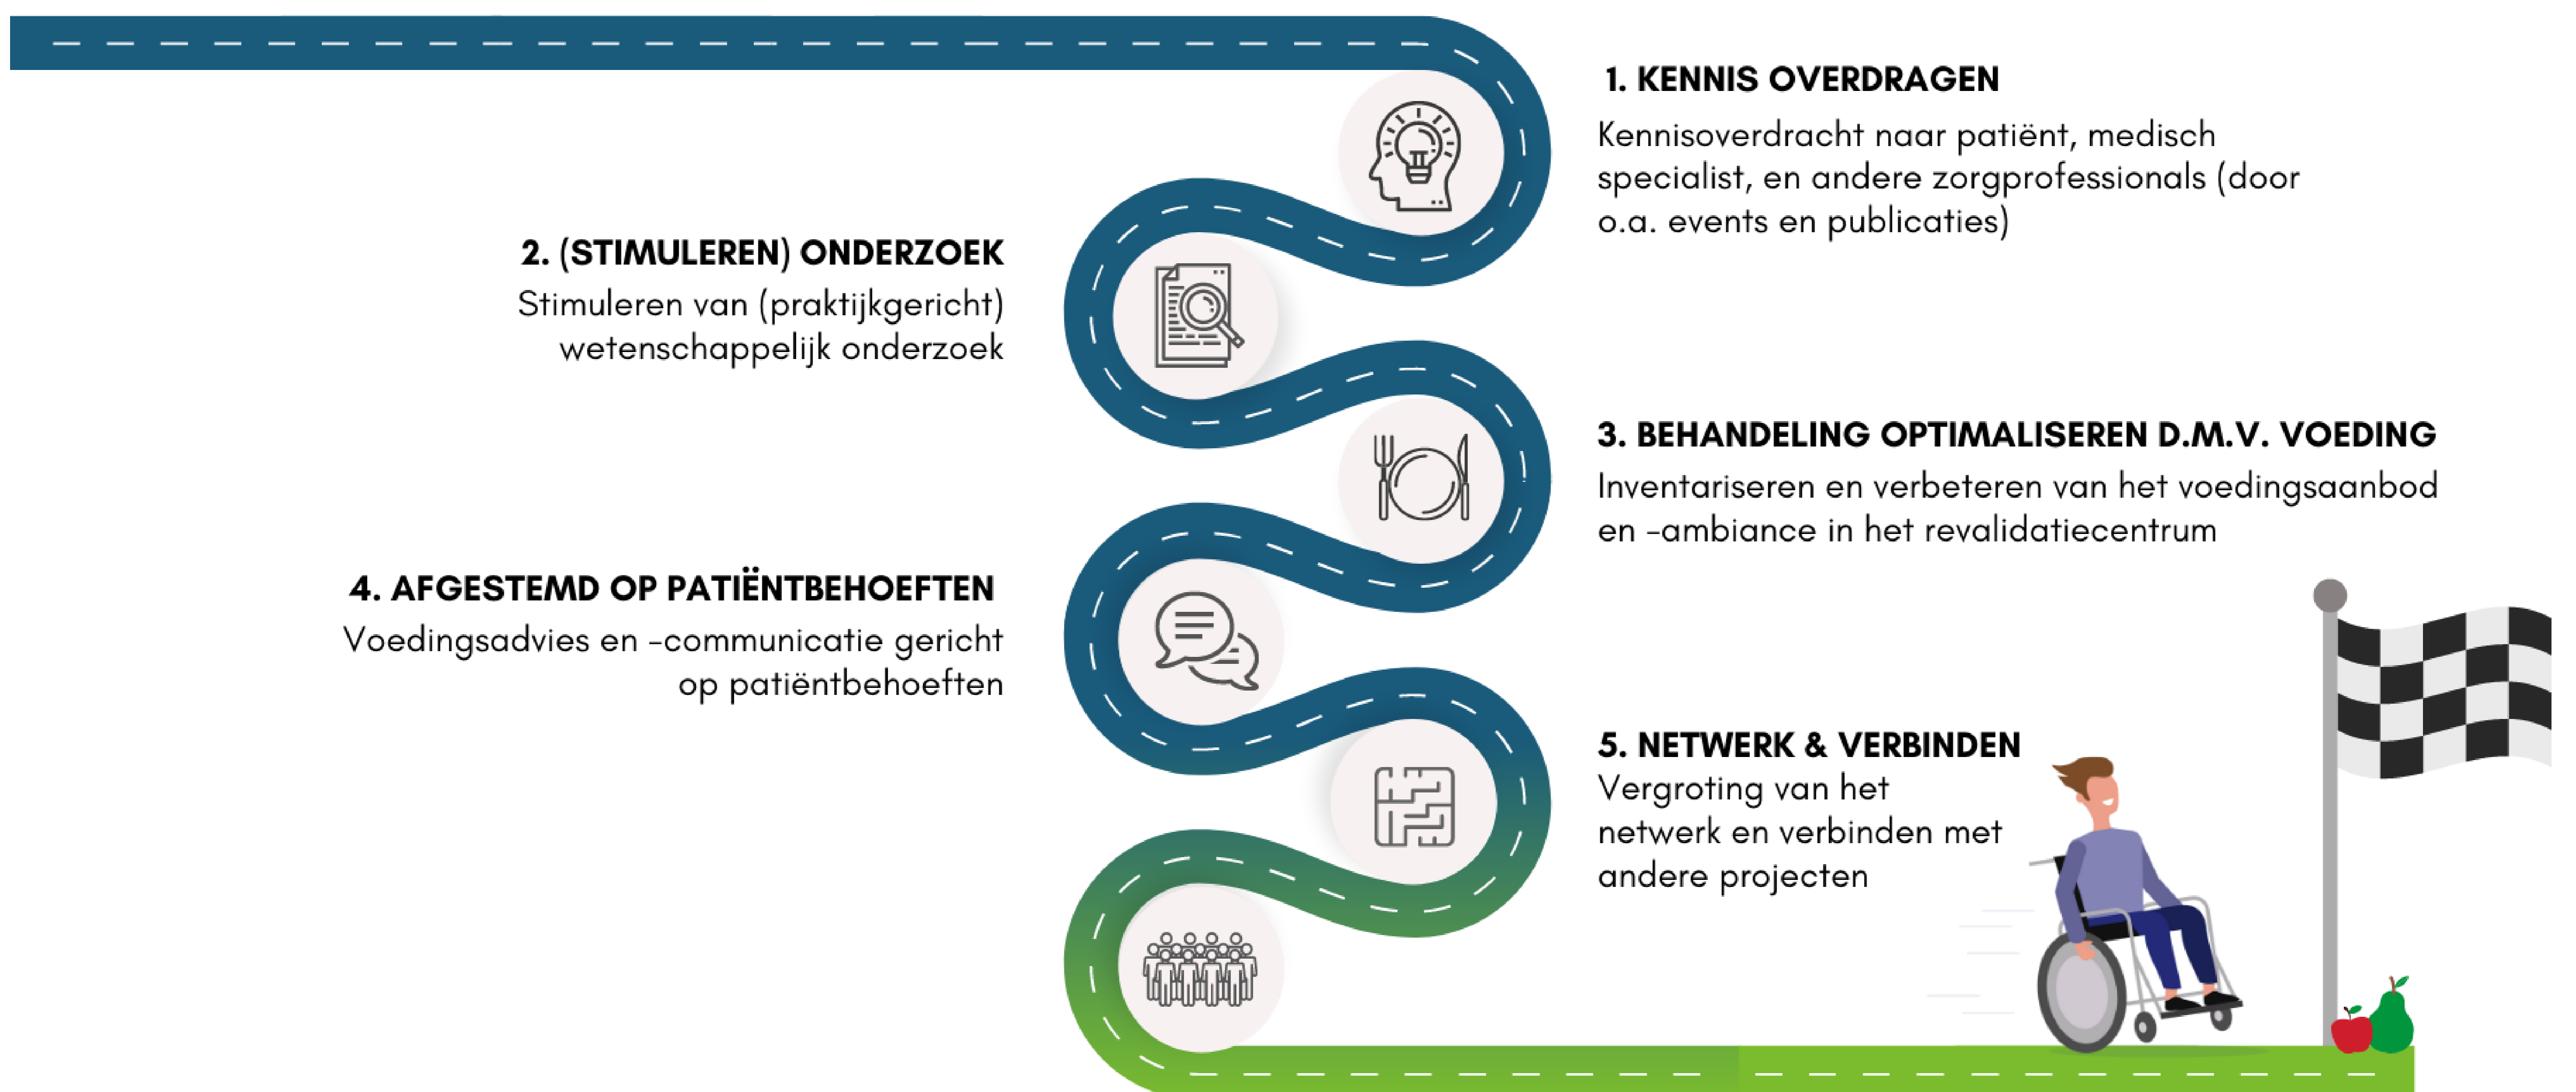 1. KENNIS OVERDRAGEN
Kennisoverdracht naar patiënt, medisch
specialist, en andere zorgprofessionals (door
o.a. events en publicaties)
2. (STIMULEREN) ONDERZOEK
Stimuleren van (praktijkgericht)
wetenschappelijk onderzoek
3. BEHANDELING OPTIMALISEREN D.M.V. VOEDING
Inventariseren en verbeteren van het voedingsaanbod
en -ambiance in het revalidatiecentrum
4. AFGESTEMD OP PATIËNTBEHOEFTEN
Voedingsadvies en -communicatie gericht
op patiëntbehoeften
5. NETWERK & VERBINDEN
Vergroting van het
netwerk en verbinden met
andere projecten